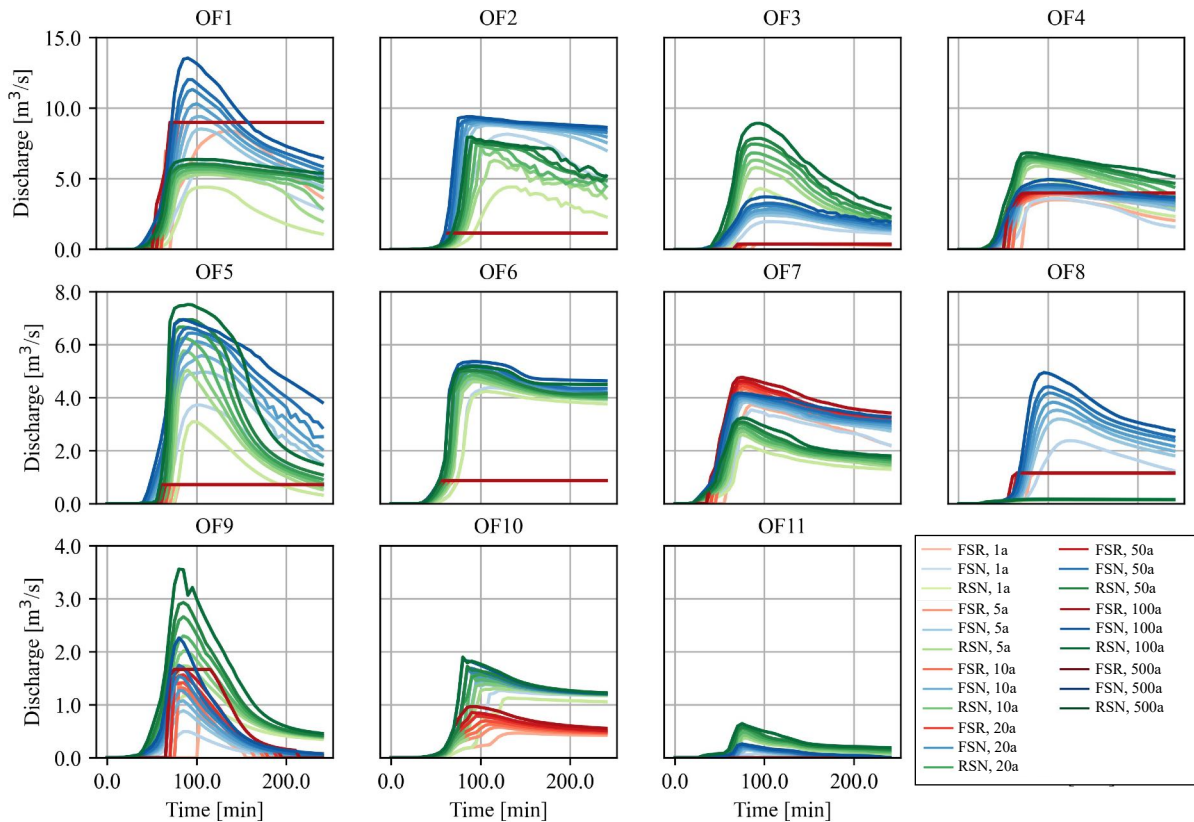 OF1 OF2 OF3 OF4
15.0
10.0
5.0
0.0
Discharge [m³/s]
OF5 OF6 OF7 OF8
8.0
6.0
4.0
2.0
0.0
Discharge [m³/s]
OF9 OF10 OF11
4.0
3.0
2.0
1.0
0.0
Discharge [m³/s]
0.0 100.0 200.0 0.0 100.0 200.0 0.0 100.0 200.0
Time [min] Time [min] Time [min]
FSR, 1a FSR, 50a
FSN, 1a FSN, 50a
RSN, 1a RSN, 50a
FSR, 5a FSR, 100a
FSN, 5a FSN, 100a
RSN, 5a RSN, 100a
FSR, 10a FSR, 500a
FSN, 10a FSN, 500a
RSN, 10a RSN, 500a
FSR, 20a
FSN, 20a
RSN, 20a